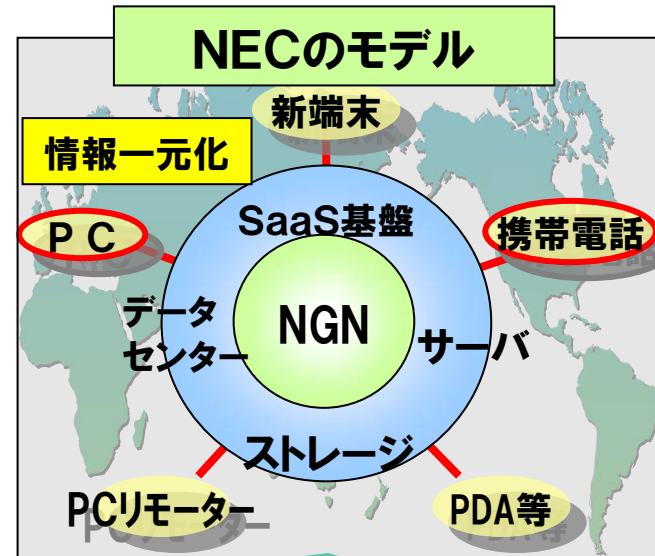 NECのモデル
新端末
情報一元化
SaaS基盤
PC
携帯電話
データ
センター
NGN
サーバ
ストレージ
PCリモーター
PDA等